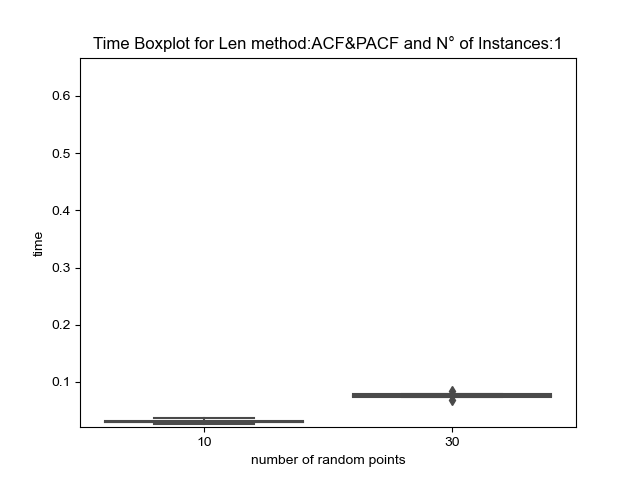 Time Boxplot for Len method:ACF&PACF and N° of Instances:1
0.6
0.5
0.4
0.3
0.2
0.1
time
10
30
number of random points